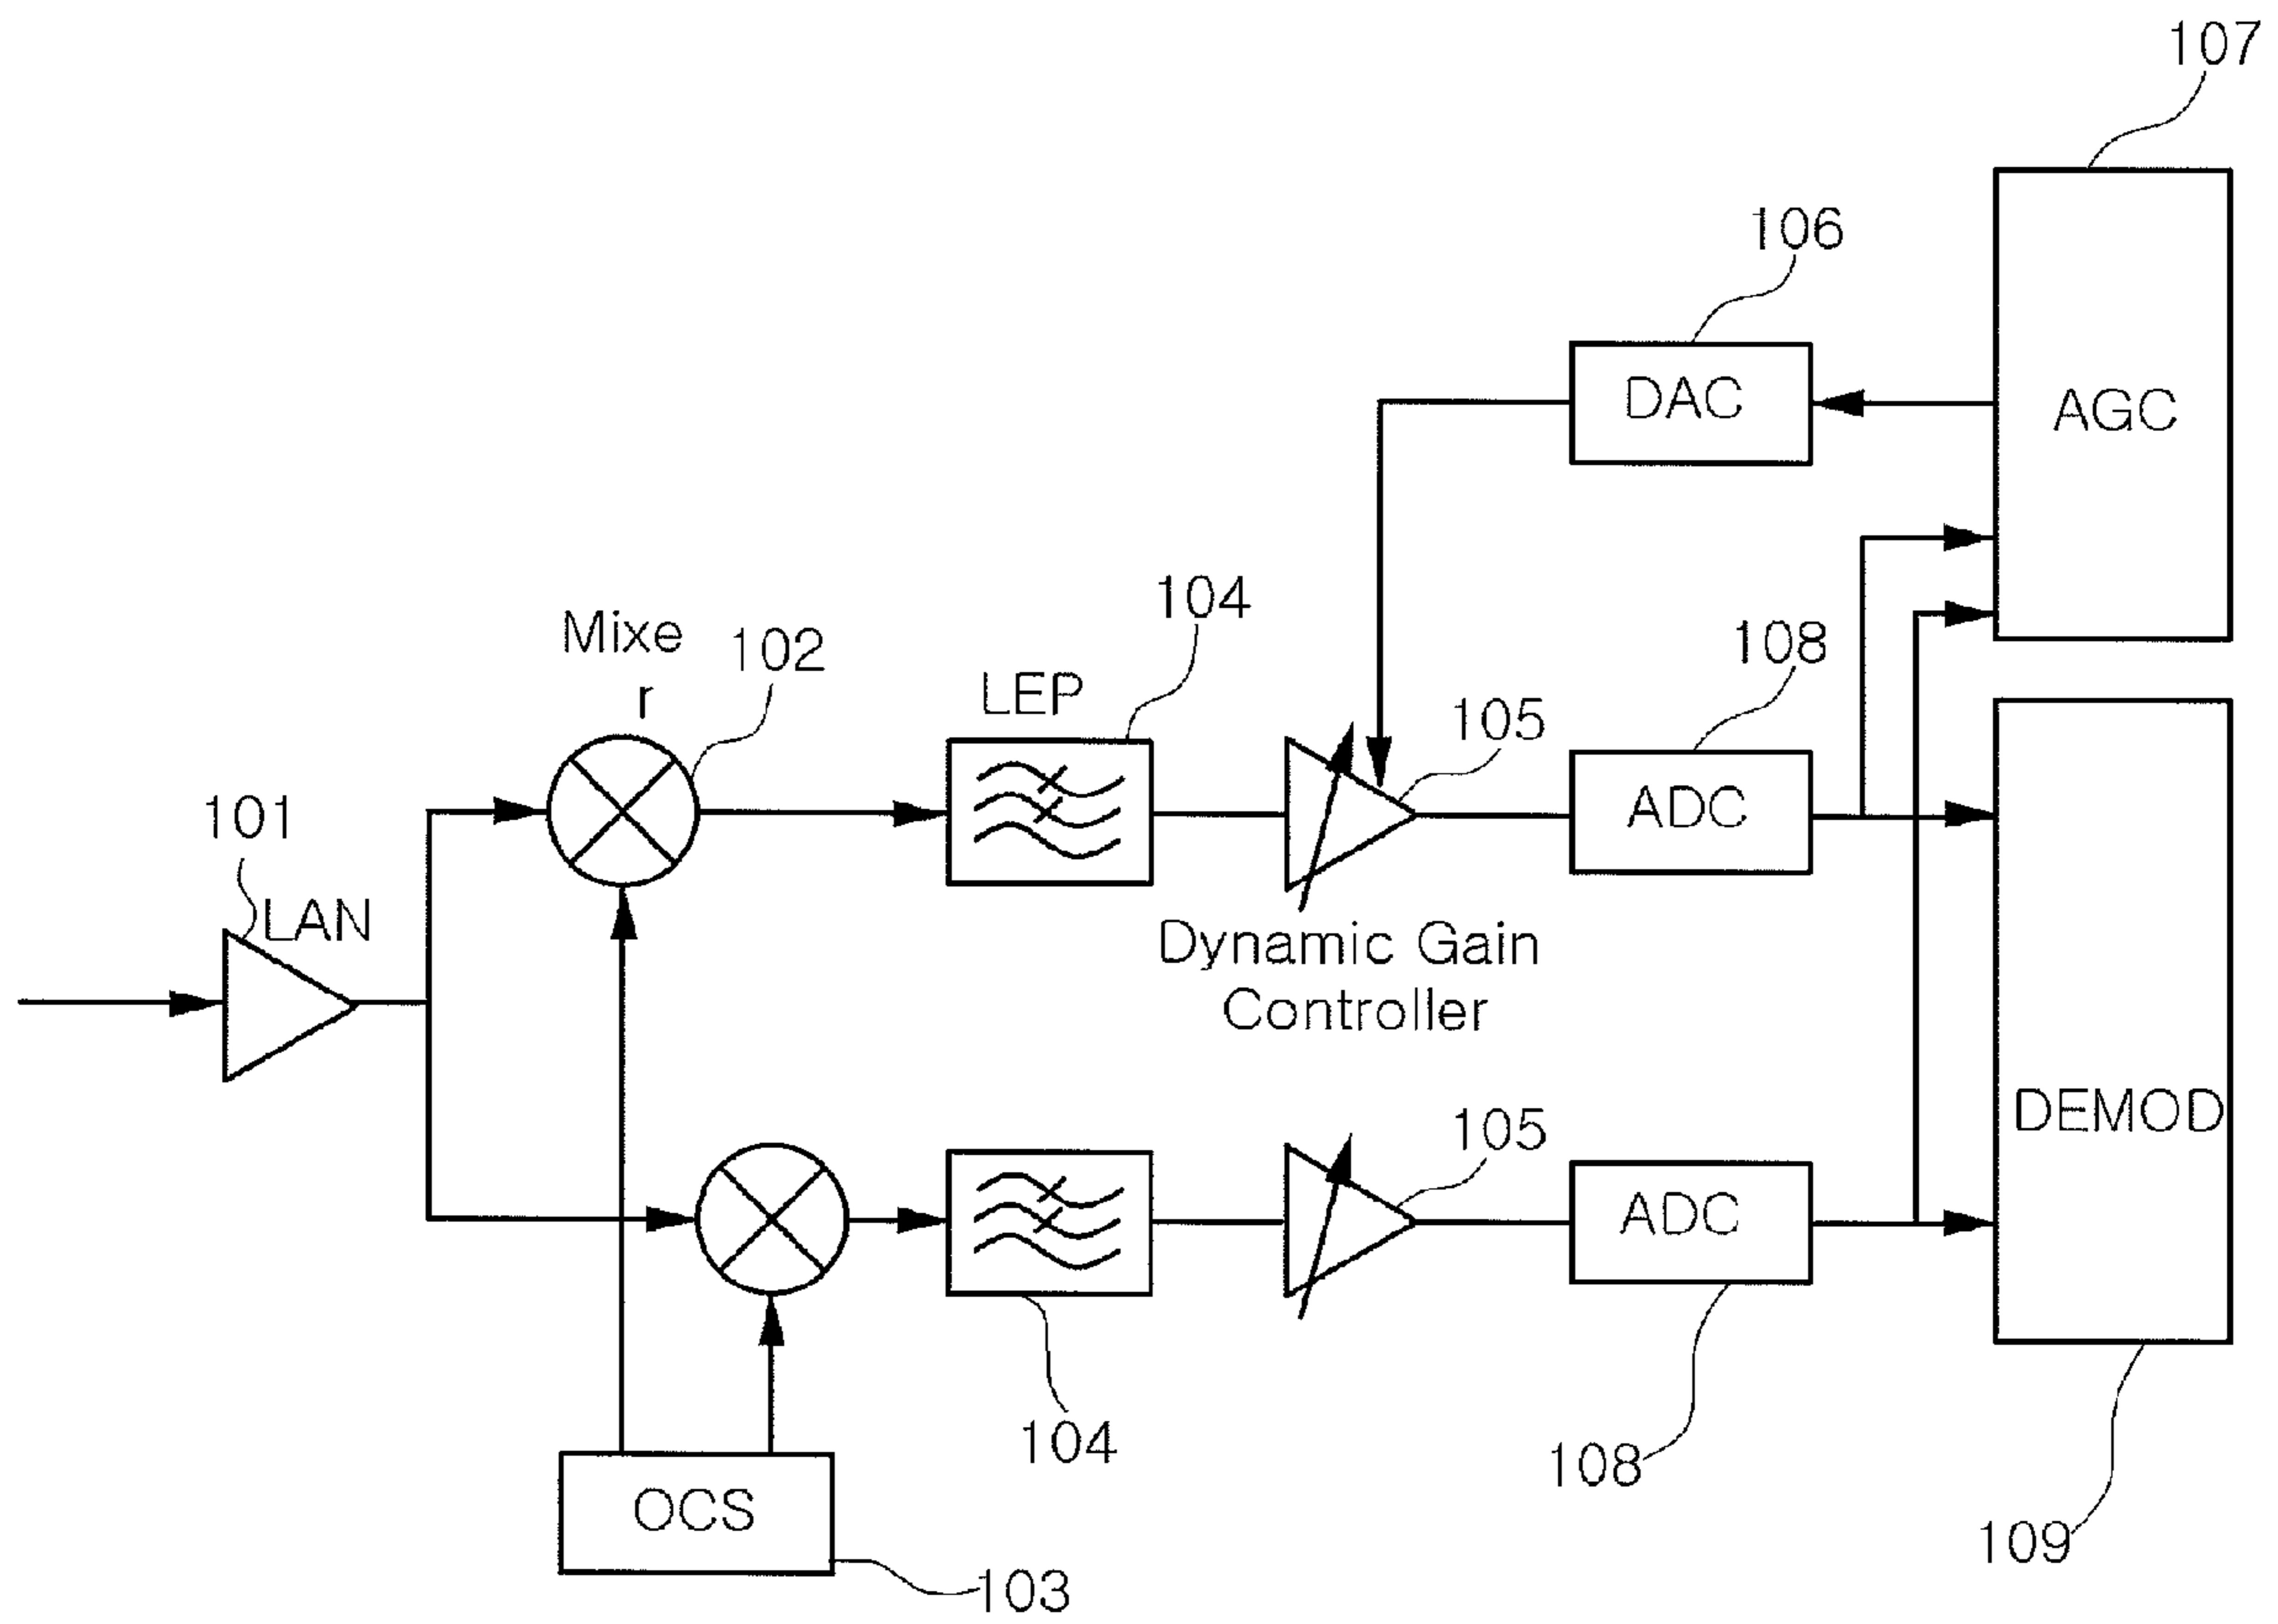 107
106
DAC
AGC
104
Mixe
r
102
108
LEP
105
101
ADC
LAN
Dynamic Gain
Controller
DEMOD
105
ADC
104
108
OCS
109
103